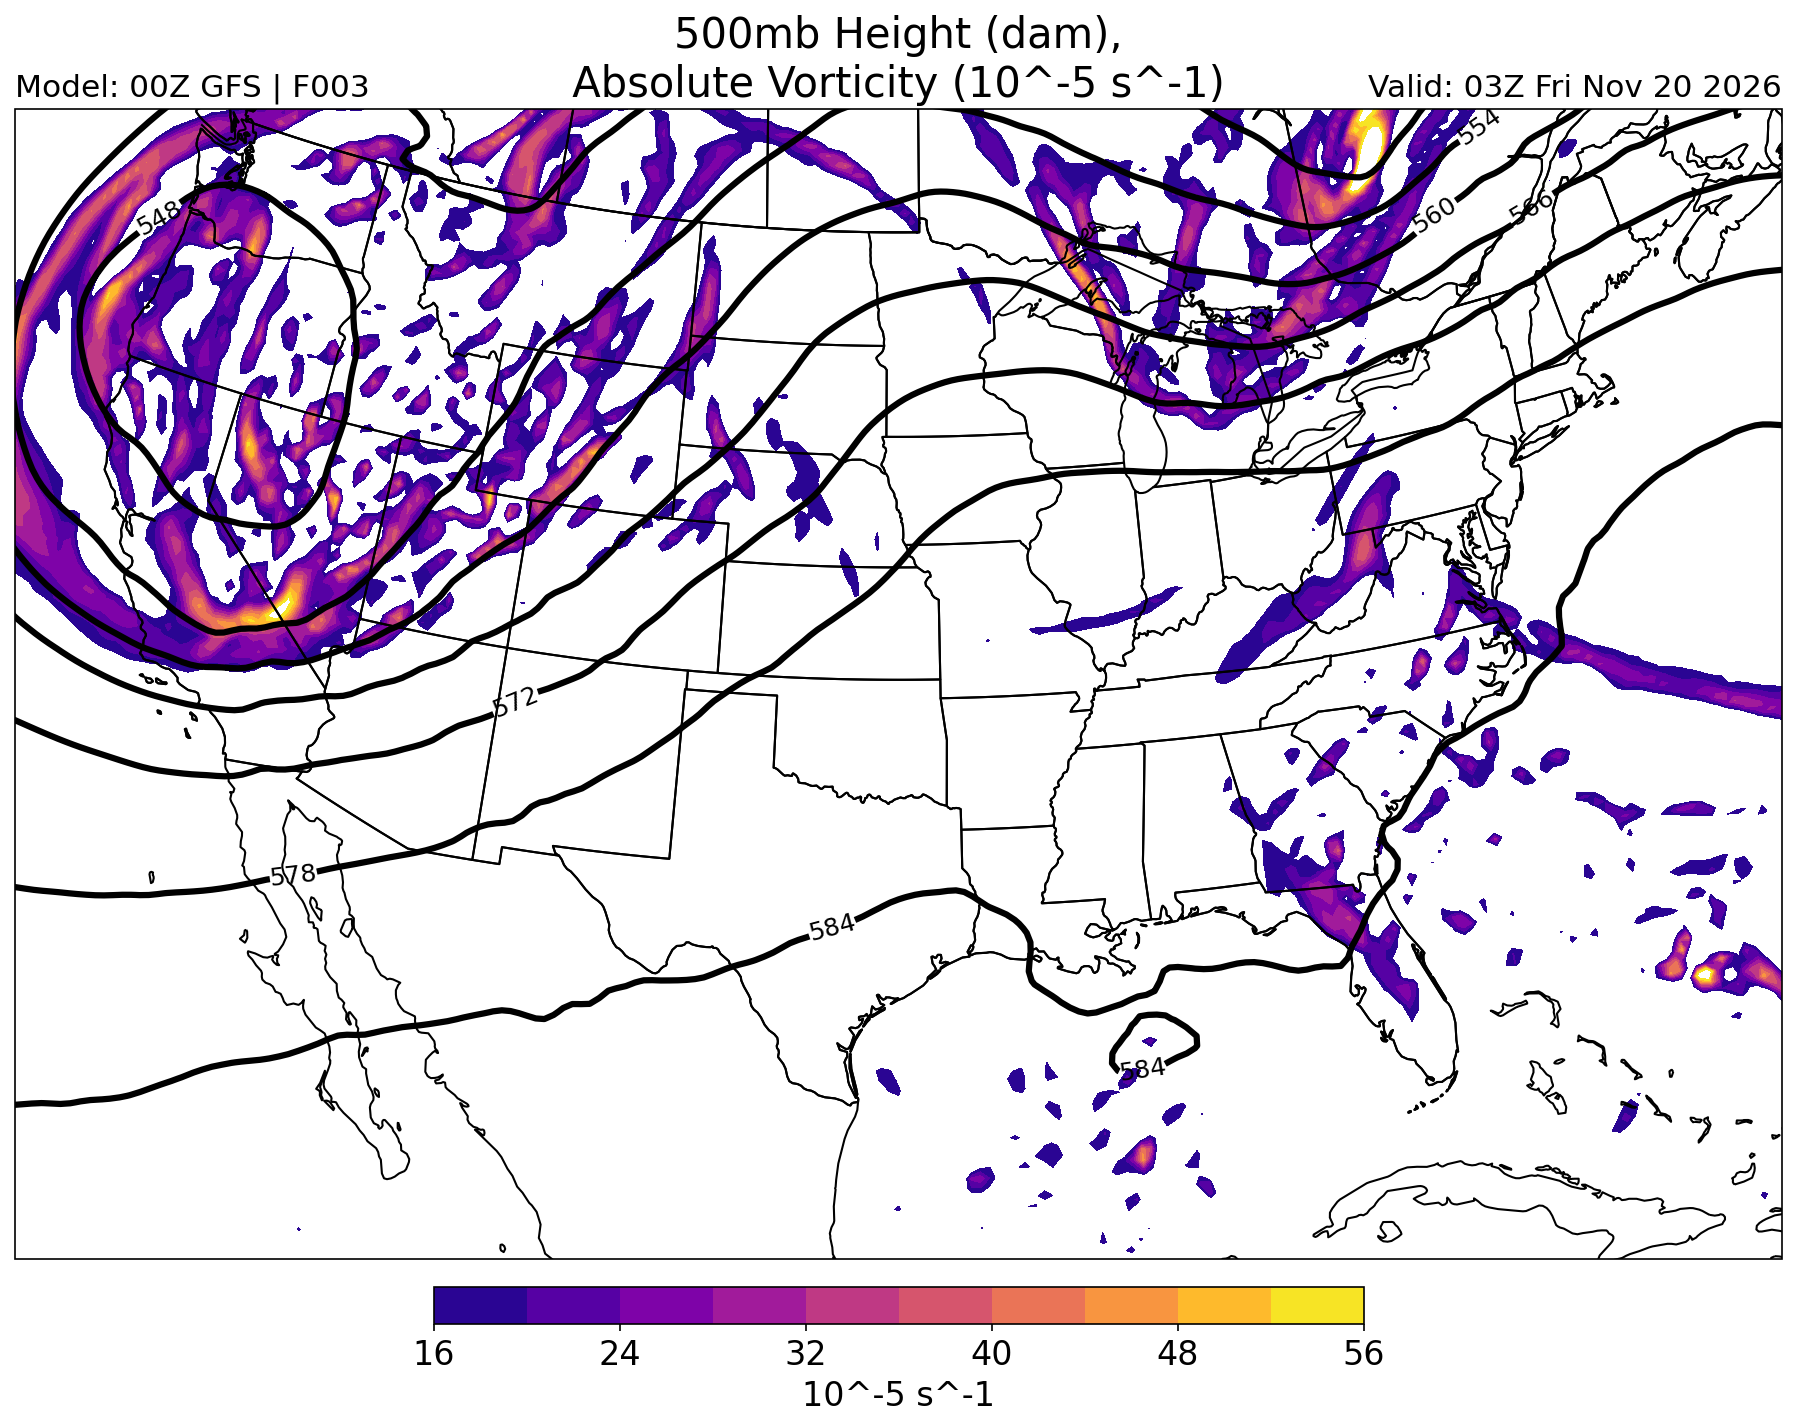 500mb Height (dam),
Absolute Vorticity (10^-5 s^-1)
Model: 00Z GFS | F003
Valid: 03Z Fri Nov 20 2026
554
548
560
566
572
578
584
584
16 24 32 40 48 56
10^-5 s^-1